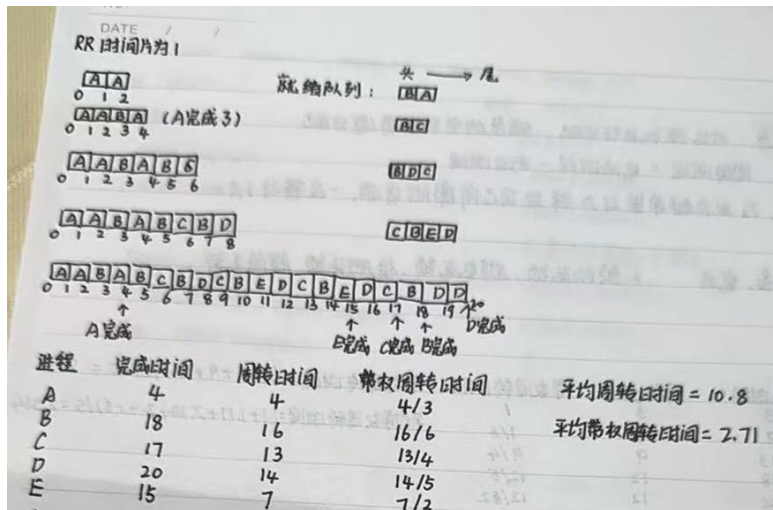 DATE / /
RR 时间片为1
头 → 尾
A A
就绪队列:
B A
0 1 2
A A B A (A完成了)
B C
0 1 2 3 4
A A B A B
B D C
0 1 2 3 4 5 6
A A B A B C B D
C B E D
0 1 2 3 4 5 6 7 8
A A B A B C B D C B E D C B E D C B D D
0 1 2 3 4 5 6 7 8 9 10 11 12 13 14 15 16 17 18 19 20
A完成 E完成 C完成 B完成 D完成
进程 完成时间 周转时间 带权周转时间
A 4 4 4/3
平均周转时间 = 10.8
B 18 16 16/6
平均带权周转时间 = 2.71
C 17 13 13/4
D 20 14 14/5
E 15 7 7/2